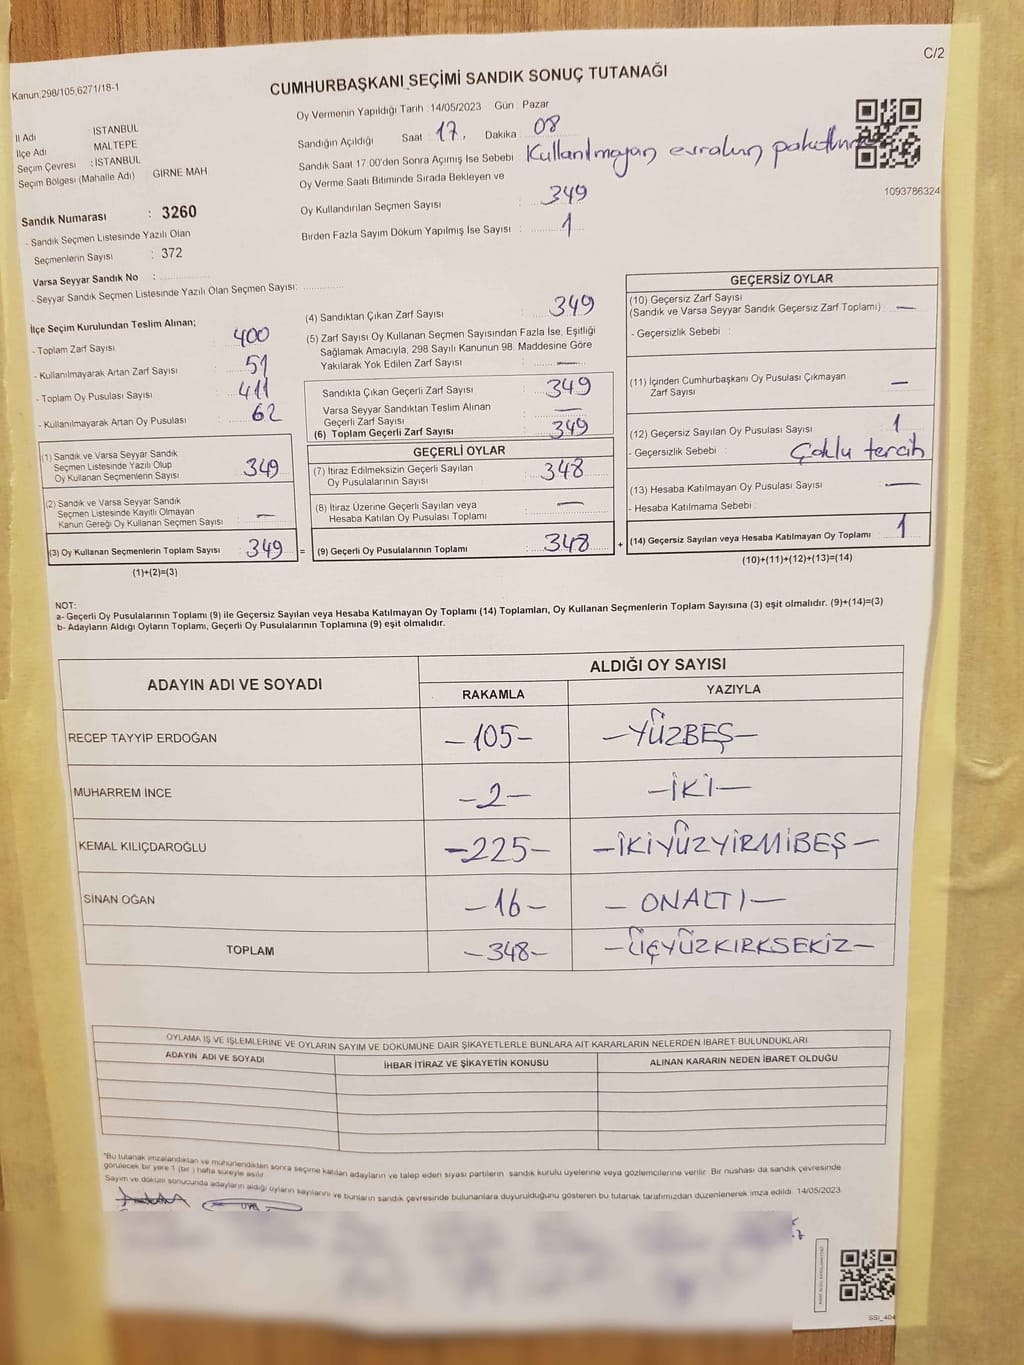 C/2
Kanun:298/105,6271/18-1
CUMHURBAŞKANI SEÇİMİ SANDIK SONUÇ TUTANAĞI
İl Adı : İSTANBUL
İlçe Adı : MALTEPE
Seçim Çevresi : İSTANBUL
Seçim Bölgesi (Mahalle Adı) GİRNE MAH
Sandık Numarası : 3260
- Sandık Seçmen Listesinde Yazılı Olan
Seçmenlerin Sayısı : 372
Varsa Seyyar Sandık No :
- Seyyar Sandık Seçmen Listesinde Yazılı Olan Seçmen Sayısı:
Oy Vermenin Yapıldığı Tarih : 14/05/2023 Gün : Pazar
Sandığın Açıldığı Saat : 17. Dakika : 08
Sandık Saat 17:00'den Sonra Açımış İse Sebebi : Kullanılmayan evrakın
Oy Verme Saati Bitiminde Sırada Bekleyen ve
Oy Kullandırılan Seçmen Sayısı : 349
Birden Fazla Sayım Döküm Yapılmış İse Sayısı : 1
1093786324
İlçe Seçim Kurulundan Teslim Alınan;
- Toplam Zarf Sayısı : 400
- Kullanılmayarak Artan Zarf Sayısı : 51
- Toplam Oy Pusulası Sayısı : 411
- Kullanılmayarak Artan Oy Pusulası : 62
(1) Sandık ve Varsa Seyyar Sandık
Seçmen Listesinde Yazılı Olup
Oy Kullanan Seçmenlerin Sayısı : 349
(2) Sandık ve Varsa Seyyar Sandık
Seçmen Listesinde Kayıtlı Olmayan
Kanun Gereği Oy Kullanan Seçmen Sayısı : —
(3) Oy Kullanan Seçmenlerin Toplam Sayısı : 349 =
(1)+(2)=(3)
(4) Sandıktan Çıkan Zarf Sayısı : 349
(5) Zarf Sayısı Oy Kullanan Seçmen Sayısından Fazla İse, Eşitliği
Sağlamak Amacıyla, 298 Sayılı Kanunun 98. Maddesine Göre
Yakılarak Yok Edilen Zarf Sayısı : —
Sandıkta Çıkan Geçerli Zarf Sayısı : 349
Varsa Seyyar Sandıktan Teslim Alınan
Geçerli Zarf Sayısı : —
(6) Toplam Geçerli Zarf Sayısı : 349
GEÇERLİ OYLAR
(7) İtiraz Edilmeksizin Geçerli Sayılan
Oy Pusulalarının Sayısı : 348
(8) İtiraz Üzerine Geçerli Sayılan veya
Hesaba Katılan Oy Pusulası Toplamı : —
(9) Geçerli Oy Pusulalarının Toplamı : 348 +
GEÇERSİZ OYLAR
(10) Geçersiz Zarf Sayısı
(Sandık ve Varsa Seyyar Sandık Geçersiz Zarf Toplamı) : —
- Geçersizlik Sebebi :
(11) İçinden Cumhurbaşkanı Oy Pusulası Çıkmayan
Zarf Sayısı : —
(12) Geçersiz Sayılan Oy Pusulası Sayısı : 1
- Geçersizlik Sebebi : Çoklu tercih
(13) Hesaba Katılmayan Oy Pusulası Sayısı : —
- Hesaba Katılmama Sebebi :
(14) Geçersiz Sayılan veya Hesaba Katılmayan Oy Toplamı : 1
(10)+(11)+(12)+(13)=(14)
NOT:
a- Geçerli Oy Pusulalarının Toplamı (9) ile Geçersiz Sayılan veya Hesaba Katılmayan Oy Toplamı (14) Toplamları, Oy Kullanan Seçmenlerin Toplam Sayısına (3) eşit olmalıdır. (9)+(14)=(3)
b- Adayların Aldığı Oyların Toplamı, Geçerli Oy Pusulalarının Toplamına (9) eşit olmalıdır.
ADAYIN ADI VE SOYADI ALDIĞI OY SAYISI
RAKAMLA YAZIYLA
RECEP TAYYİP ERDOĞAN -105- -YÜZBEŞ-
MUHARREM İNCE -2- -İKİ-
KEMAL KILIÇDAROĞLU -225- -İKİYÜZYİRMİBEŞ-
SİNAN OĞAN -16- -ONALTI-
TOPLAM -348- -ÜÇYÜZKIRKSEKİZ-
OYLAMA İŞ VE İŞLEMLERİNE VE OYLARIN SAYIM VE DÖKÜMÜNE DAİR ŞİKAYETLERLE BUNLARA AİT KARARLARIN NELERDEN İBARET BULUNDUKLARI
ADAYIN ADI VE SOYADI İHBAR İTİRAZ VE ŞİKAYETİN KONUSU ALINAN KARARIN NEDEN İBARET OLDUĞU
"Bu tutanak imzalandıktan ve mühürlendikten sonra seçime katılan adayların ve talep eden siyasi partilerin sandık kurulu üyelerine veya gözlemcilerine verilir. Bir nushası da sandık çevresinde
görülecek bir yere 1 (bir) hafta süreyle asılır.
Sayım ve döküm sonucunda adayların aldığı oyların sayılarını ve bunların sandık çevresinde bulunanlara duyurulduğunu gösteren bu tutanak tarafımızdan düzenlenerek imza edildi. 14/05/2023